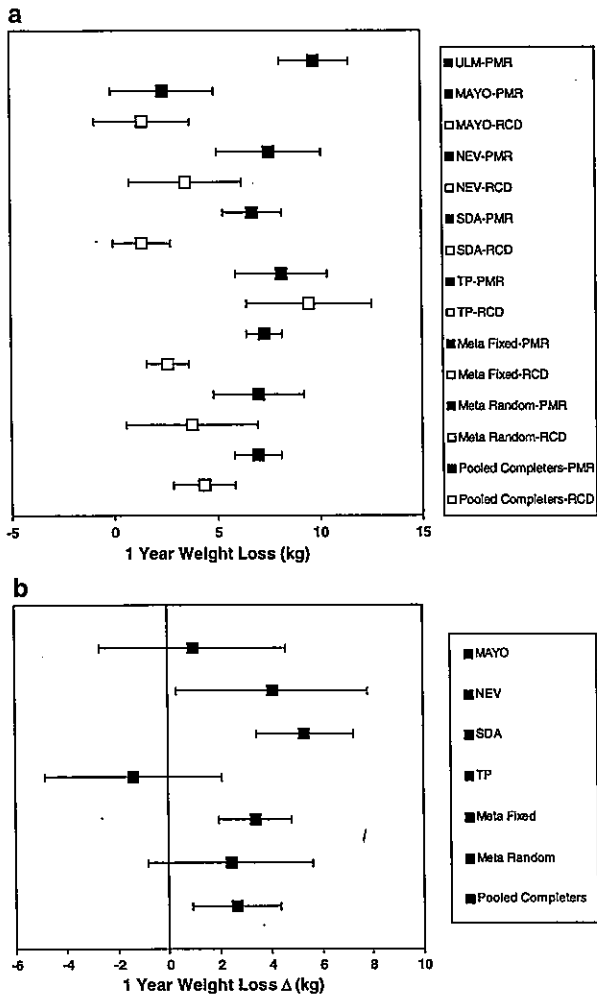 a
ULM-PMR
MAYO-PMR
MAYO-RCD
NEV-PMR
NEV-RCD
SDA-PMR
SDA-RCD
TP-PMR
TP-RCD
Meta Fixed-PMR
Meta Fixed-RCD
Meta Random-PMR
Meta Random-RCD
Pooled Completers-PMR
Pooled Completers-RCD
-5 0 5 10 15
1 Year Weight Loss (kg)
b
MAYO
NEV
SDA
TP
Meta Fixed
Meta Random
Pooled Completers
-6 -4 -2 0 2 4 6 8 10
1 Year Weight Loss Δ (kg)